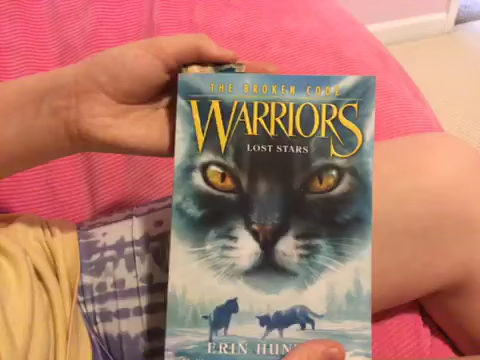 THE BROKEN CODE
WARRIORS
LOST STARS
ERIN HUN